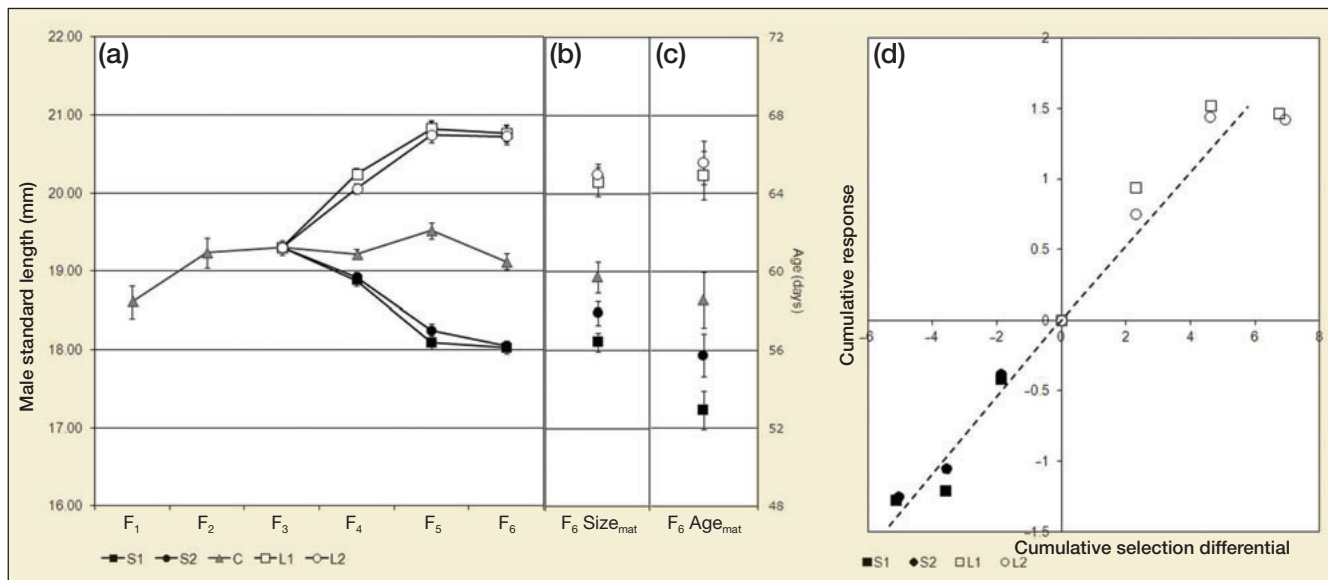 (a)
(b)
(c)
(d)
Male standard length (mm)
22.00
21.00
20.00
19.00
18.00
17.00
16.00
F₁ F₂ F₃ F₄ F₅ F₆
F₆ Size_mat
F₆ Age_mat
72
68
64
60
56
52
48
Age (days)
S1 S2 C L1 L2
Cumulative response
2
1.5
1
0.5
0
-0.5
-1
-1.5
-6 -4 -2 0 2 4 6 8
Cumulative selection differential
S1 S2 L1 L2